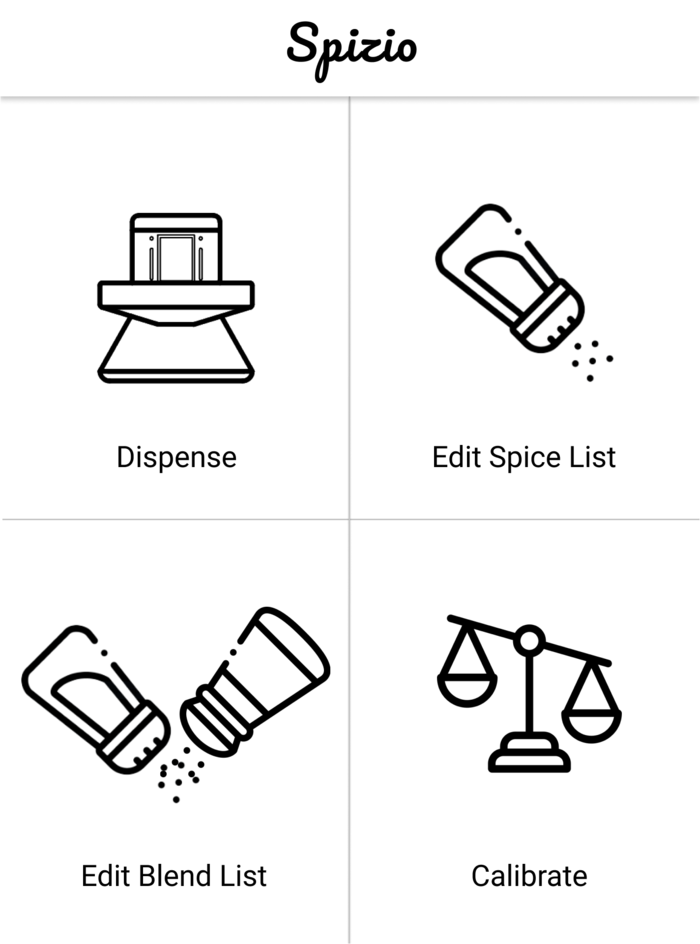 Spizio
Dispense
Edit Spice List
Edit Blend List
Calibrate